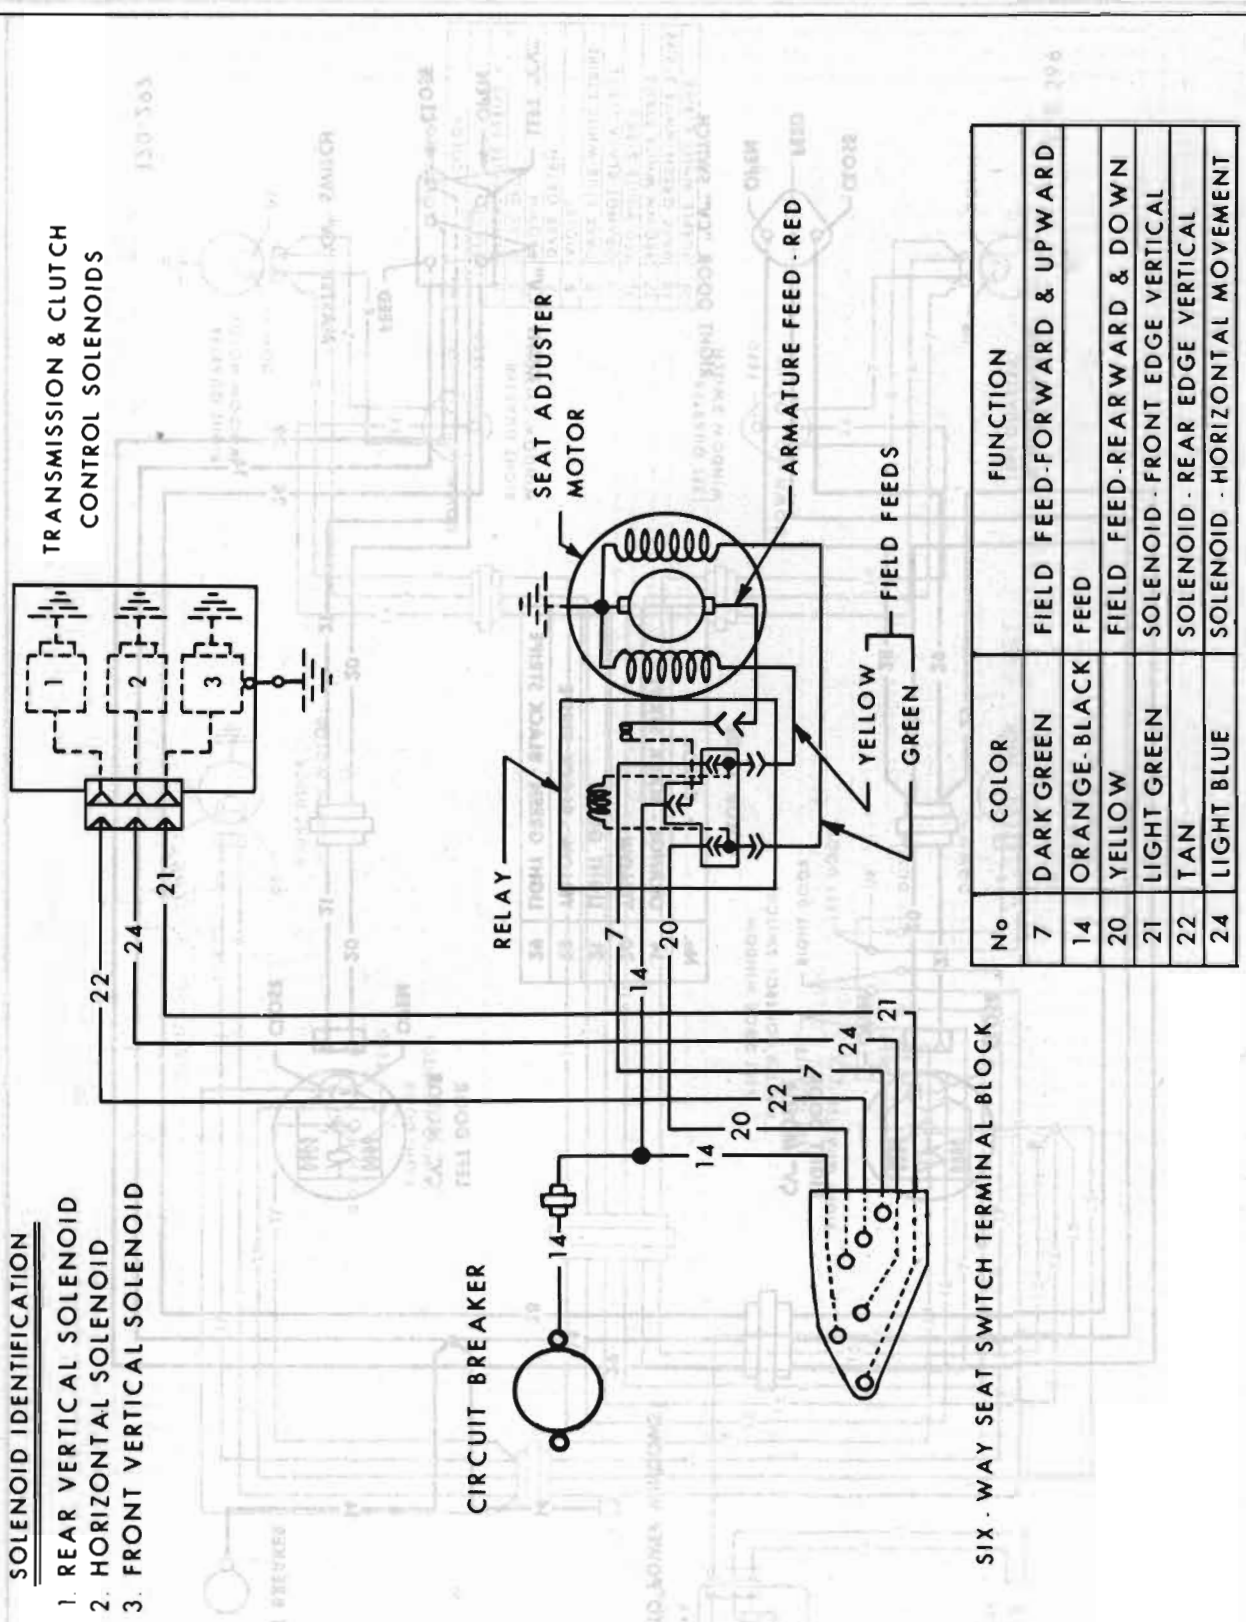 SOLENOID IDENTIFICATION
1. REAR VERTICAL SOLENOID
2. HORIZONTAL SOLENOID
3. FRONT VERTICAL SOLENOID
TRANSMISSION & CLUTCH
CONTROL SOLENOIDS
1
2
3
22
24
21
CIRCUIT BREAKER
14
RELAY
SEAT ADJUSTER
MOTOR
7
14
20
ARMATURE FEED - RED
YELLOW
GREEN
FIELD FEEDS
14
20
22
7
24
21
SIX - WAY SEAT SWITCH TERMINAL BLOCK
No COLOR FUNCTION
7 DARK GREEN FIELD FEED-FORWARD & UPWARD
14 ORANGE-BLACK FEED
20 YELLOW FIELD FEED-REARWARD & DOWN
21 LIGHT GREEN SOLENOID - FRONT EDGE VERTICAL
22 TAN SOLENOID - REAR EDGE VERTICAL
24 LIGHT BLUE SOLENOID - HORIZONTAL MOVEMENT